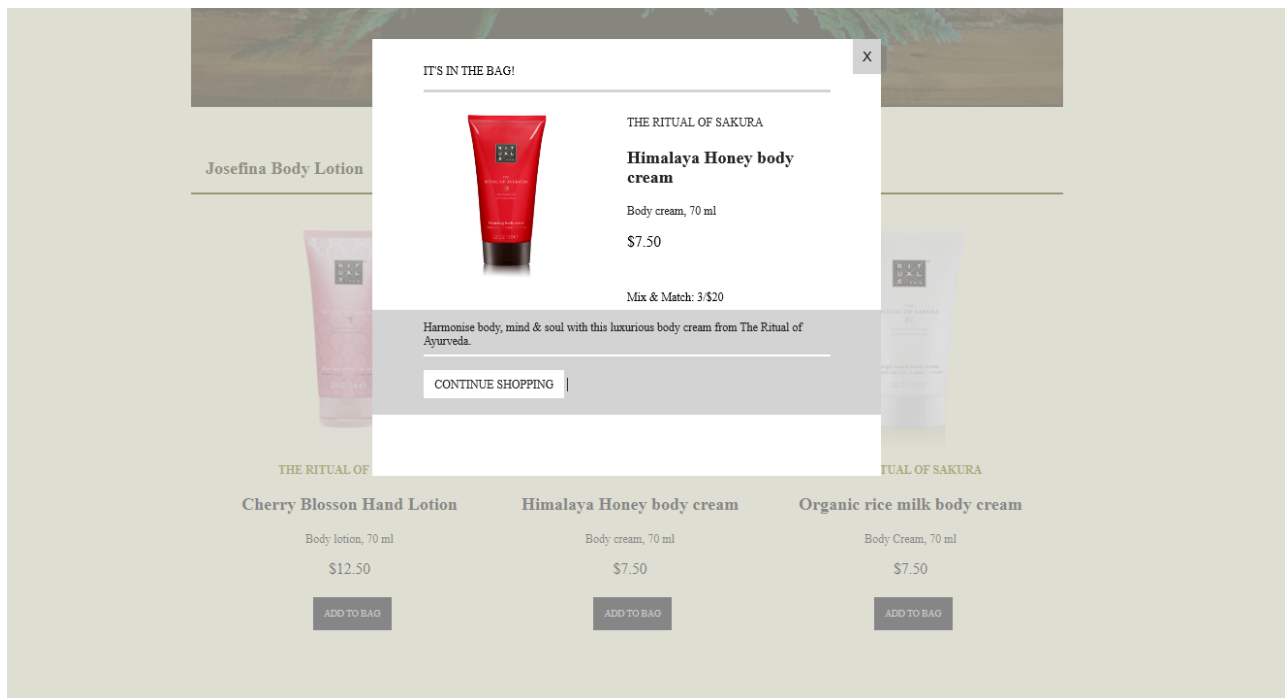 IT'S IN THE BAG!
X
THE RITUAL OF SAKURA
Himalaya Honey body
cream
Body cream, 70 ml
$7.50
Mix & Match: 3/$20
Harmonise body, mind & soul with this luxurious body cream from The Ritual of
Ayurveda.
CONTINUE SHOPPING
Josefina Body Lotion
THE RITUAL OF
TUAL OF SAKURA
Cherry Blosson Hand Lotion
Himalaya Honey body cream
Organic rice milk body cream
Body lotion, 70 ml
Body cream, 70 ml
Body Cream, 70 ml
$12.50
$7.50
$7.50
ADD TO BAG
ADD TO BAG
ADD TO BAG